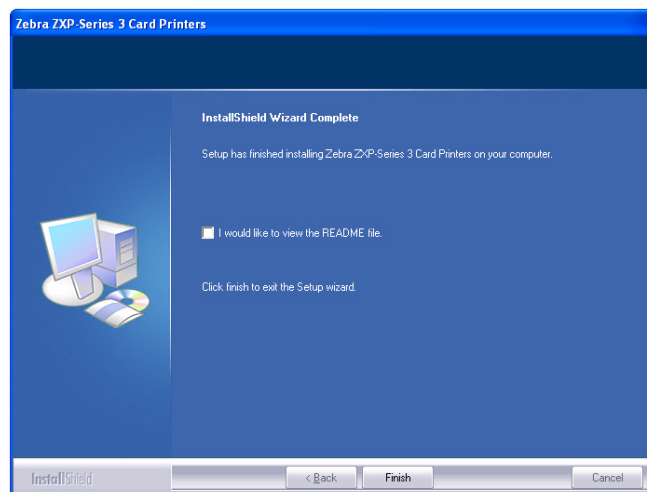 Zebra ZXP-Series 3 Card Printers
InstallShield Wizard Complete
Setup has finished installing Zebra ZXP-Series 3 Card Printers on your computer.
I would like to view the README file.
Click finish to exit the Setup wizard.
InstallShield
< Back
Finish
Cancel